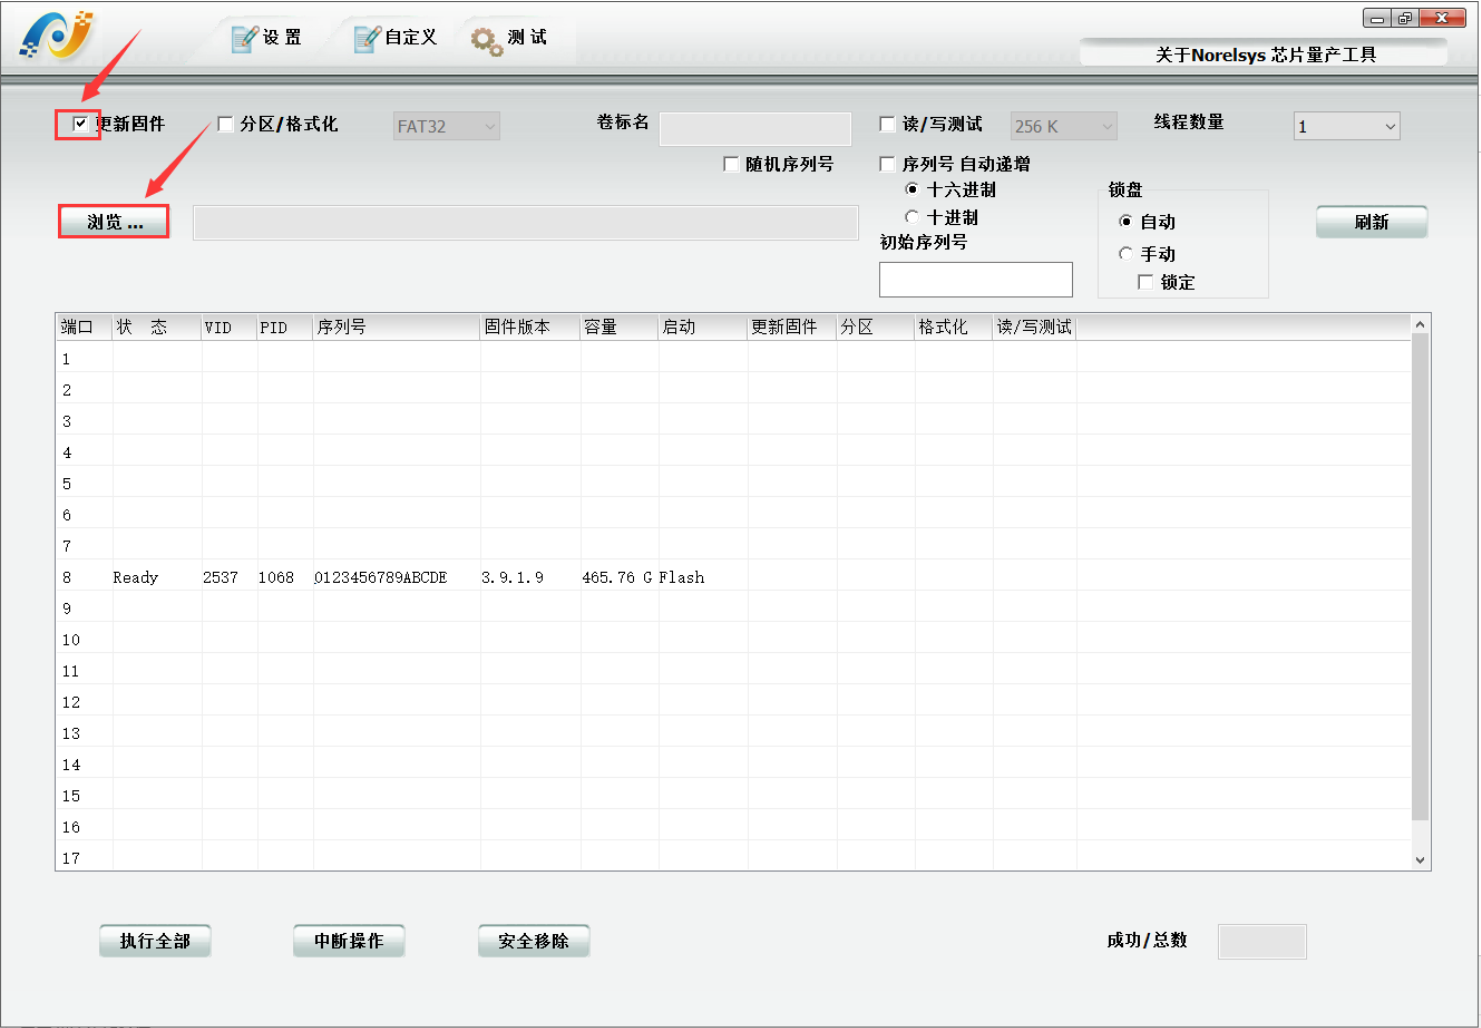 设 置 自定义 测 试
关于Norelsys 芯片量产工具
更新固件 分区/格式化 FAT32 卷标名 读/写测试 256 K 线程数量 1
随机序列号 序列号 自动递增
十六进制 锁盘
浏览 ... 十进制 自动 刷新
初始序列号 手动
锁定
端口 状 态 VID PID 序列号 固件版本 容量 启动 更新固件 分区 格式化 读/写测试
1
2
3
4
5
6
7
8 Ready 2537 1068 0123456789ABCDE 3.9.1.9 465.76 G Flash
9
10
11
12
13
14
15
16
17
执行全部 中断操作 安全移除 成功/总数